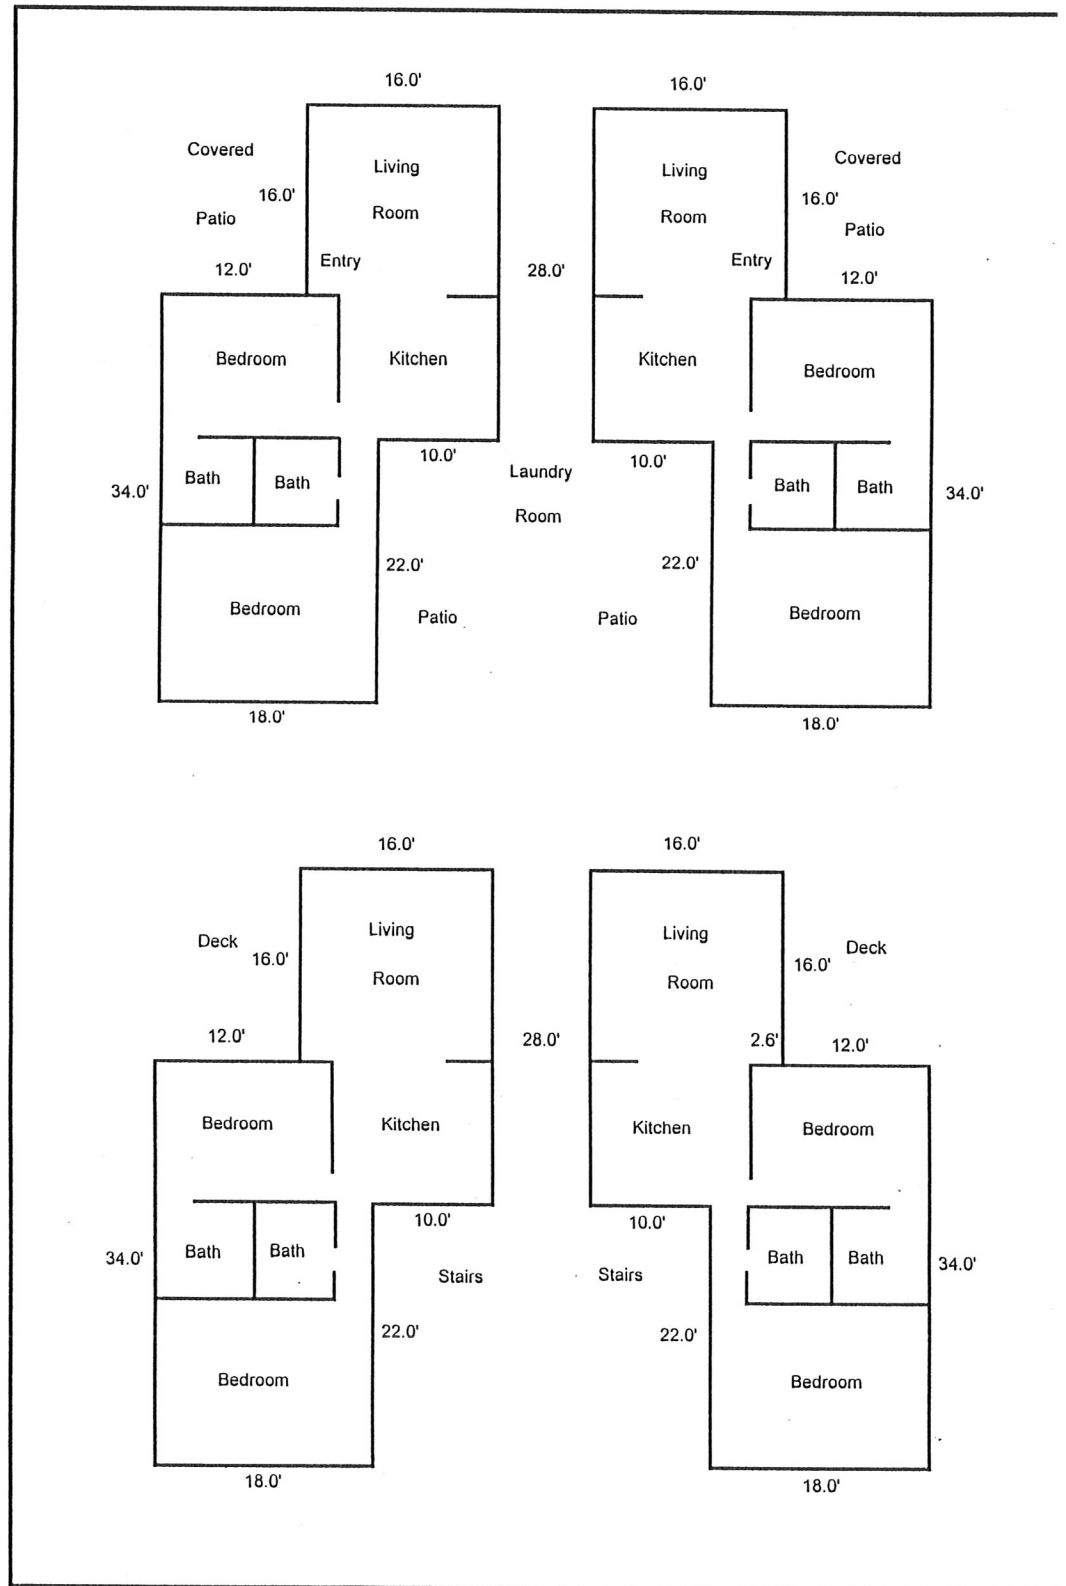 16.0' 16.0'
Covered Living Living Covered
16.0' Room Room 16.0'
Patio Patio
12.0' Entry 28.0' Entry 12.0'
Bedroom Kitchen Kitchen Bedroom
10.0' Laundry 10.0'
34.0' Bath Bath Room Bath Bath 34.0'
22.0' 22.0'
Bedroom Patio Patio Bedroom
18.0' 18.0'
16.0' 16.0'
Deck Living Living Deck
16.0' Room Room 16.0'
12.0' 28.0' 2.6' 12.0'
Bedroom Kitchen Kitchen Bedroom
10.0' 10.0'
34.0' Bath Bath Stairs Stairs Bath Bath 34.0'
22.0' 22.0'
Bedroom Bedroom
18.0' 18.0'